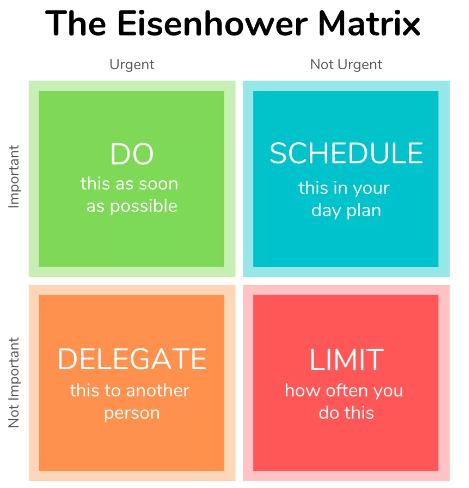 The Eisenhower Matrix
Urgent
Not Urgent
Important
DO
this as soon
as possible
SCHEDULE
this in your
day plan
Not Important
DELEGATE
this to another
person
LIMIT
how often you
do this